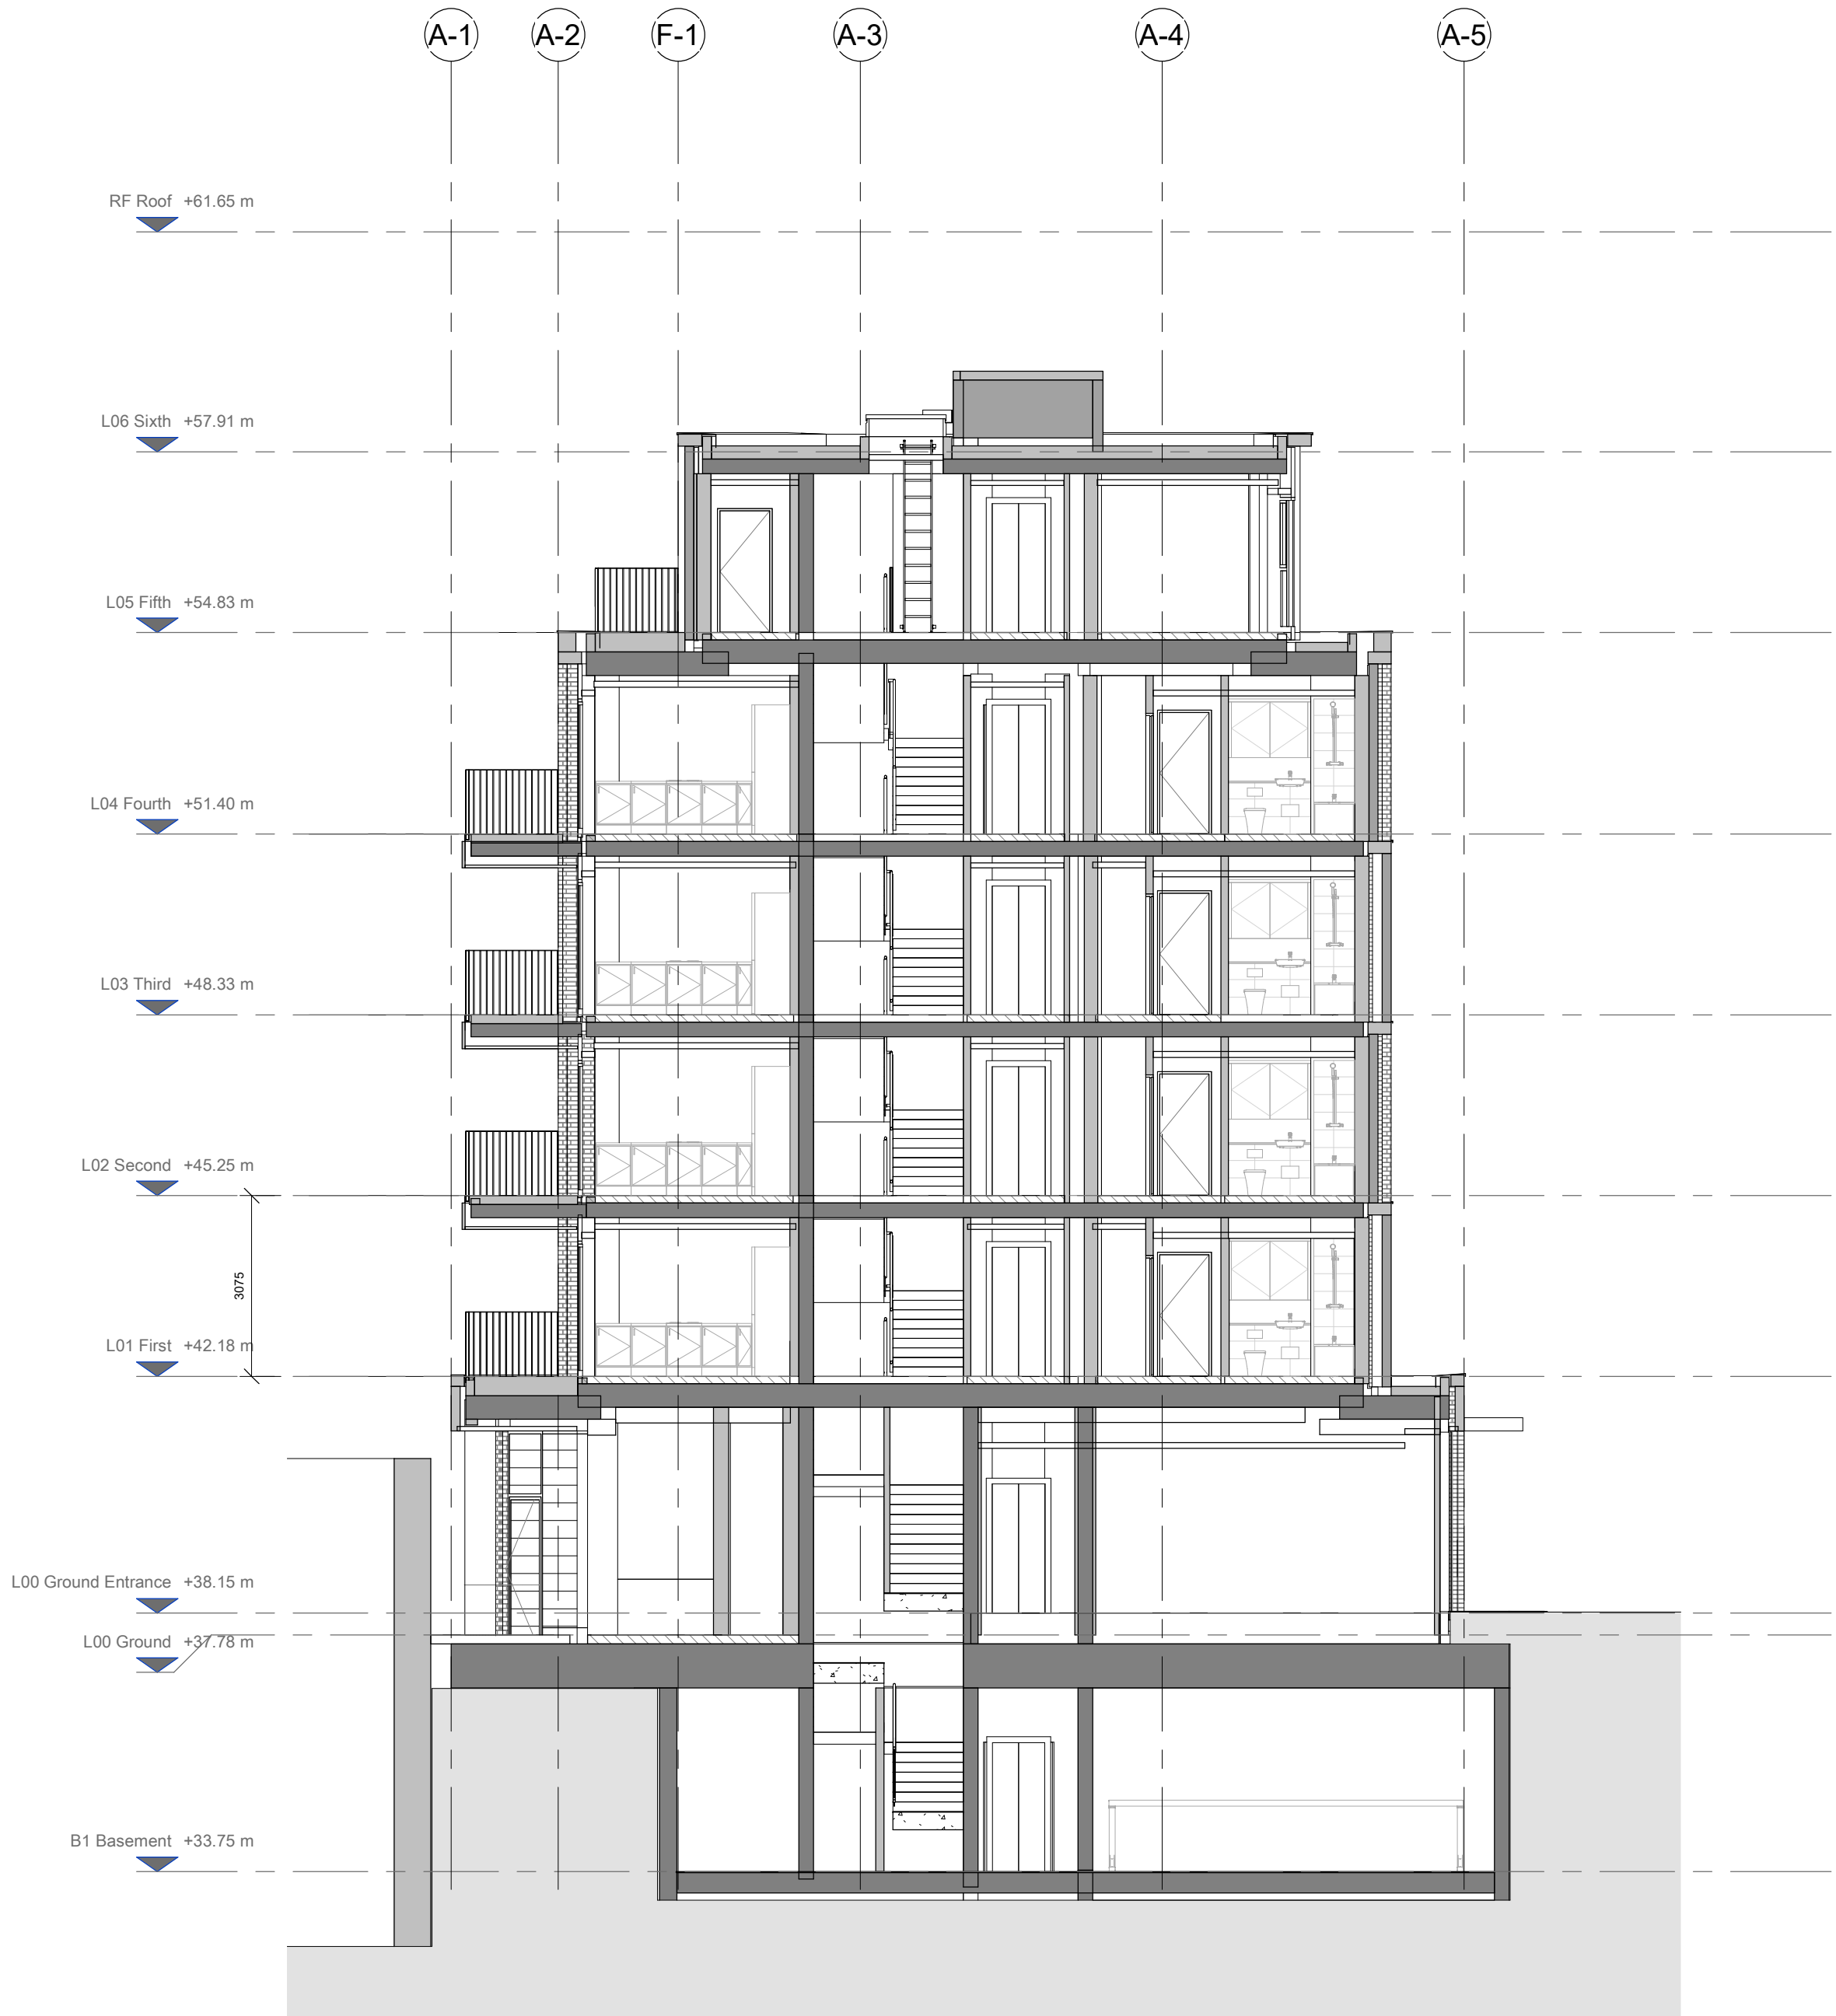 A-1 A-2 F-1 A-3 A-4 A-5
RF Roof +61.65 m
L06 Sixth +57.91 m
L05 Fifth +54.83 m
L04 Fourth +51.40 m
L03 Third +48.33 m
L02 Second +45.25 m
3075
L01 First +42.18 m
L00 Ground Entrance +38.15 m
L00 Ground +37.78 m
B1 Basement +33.75 m